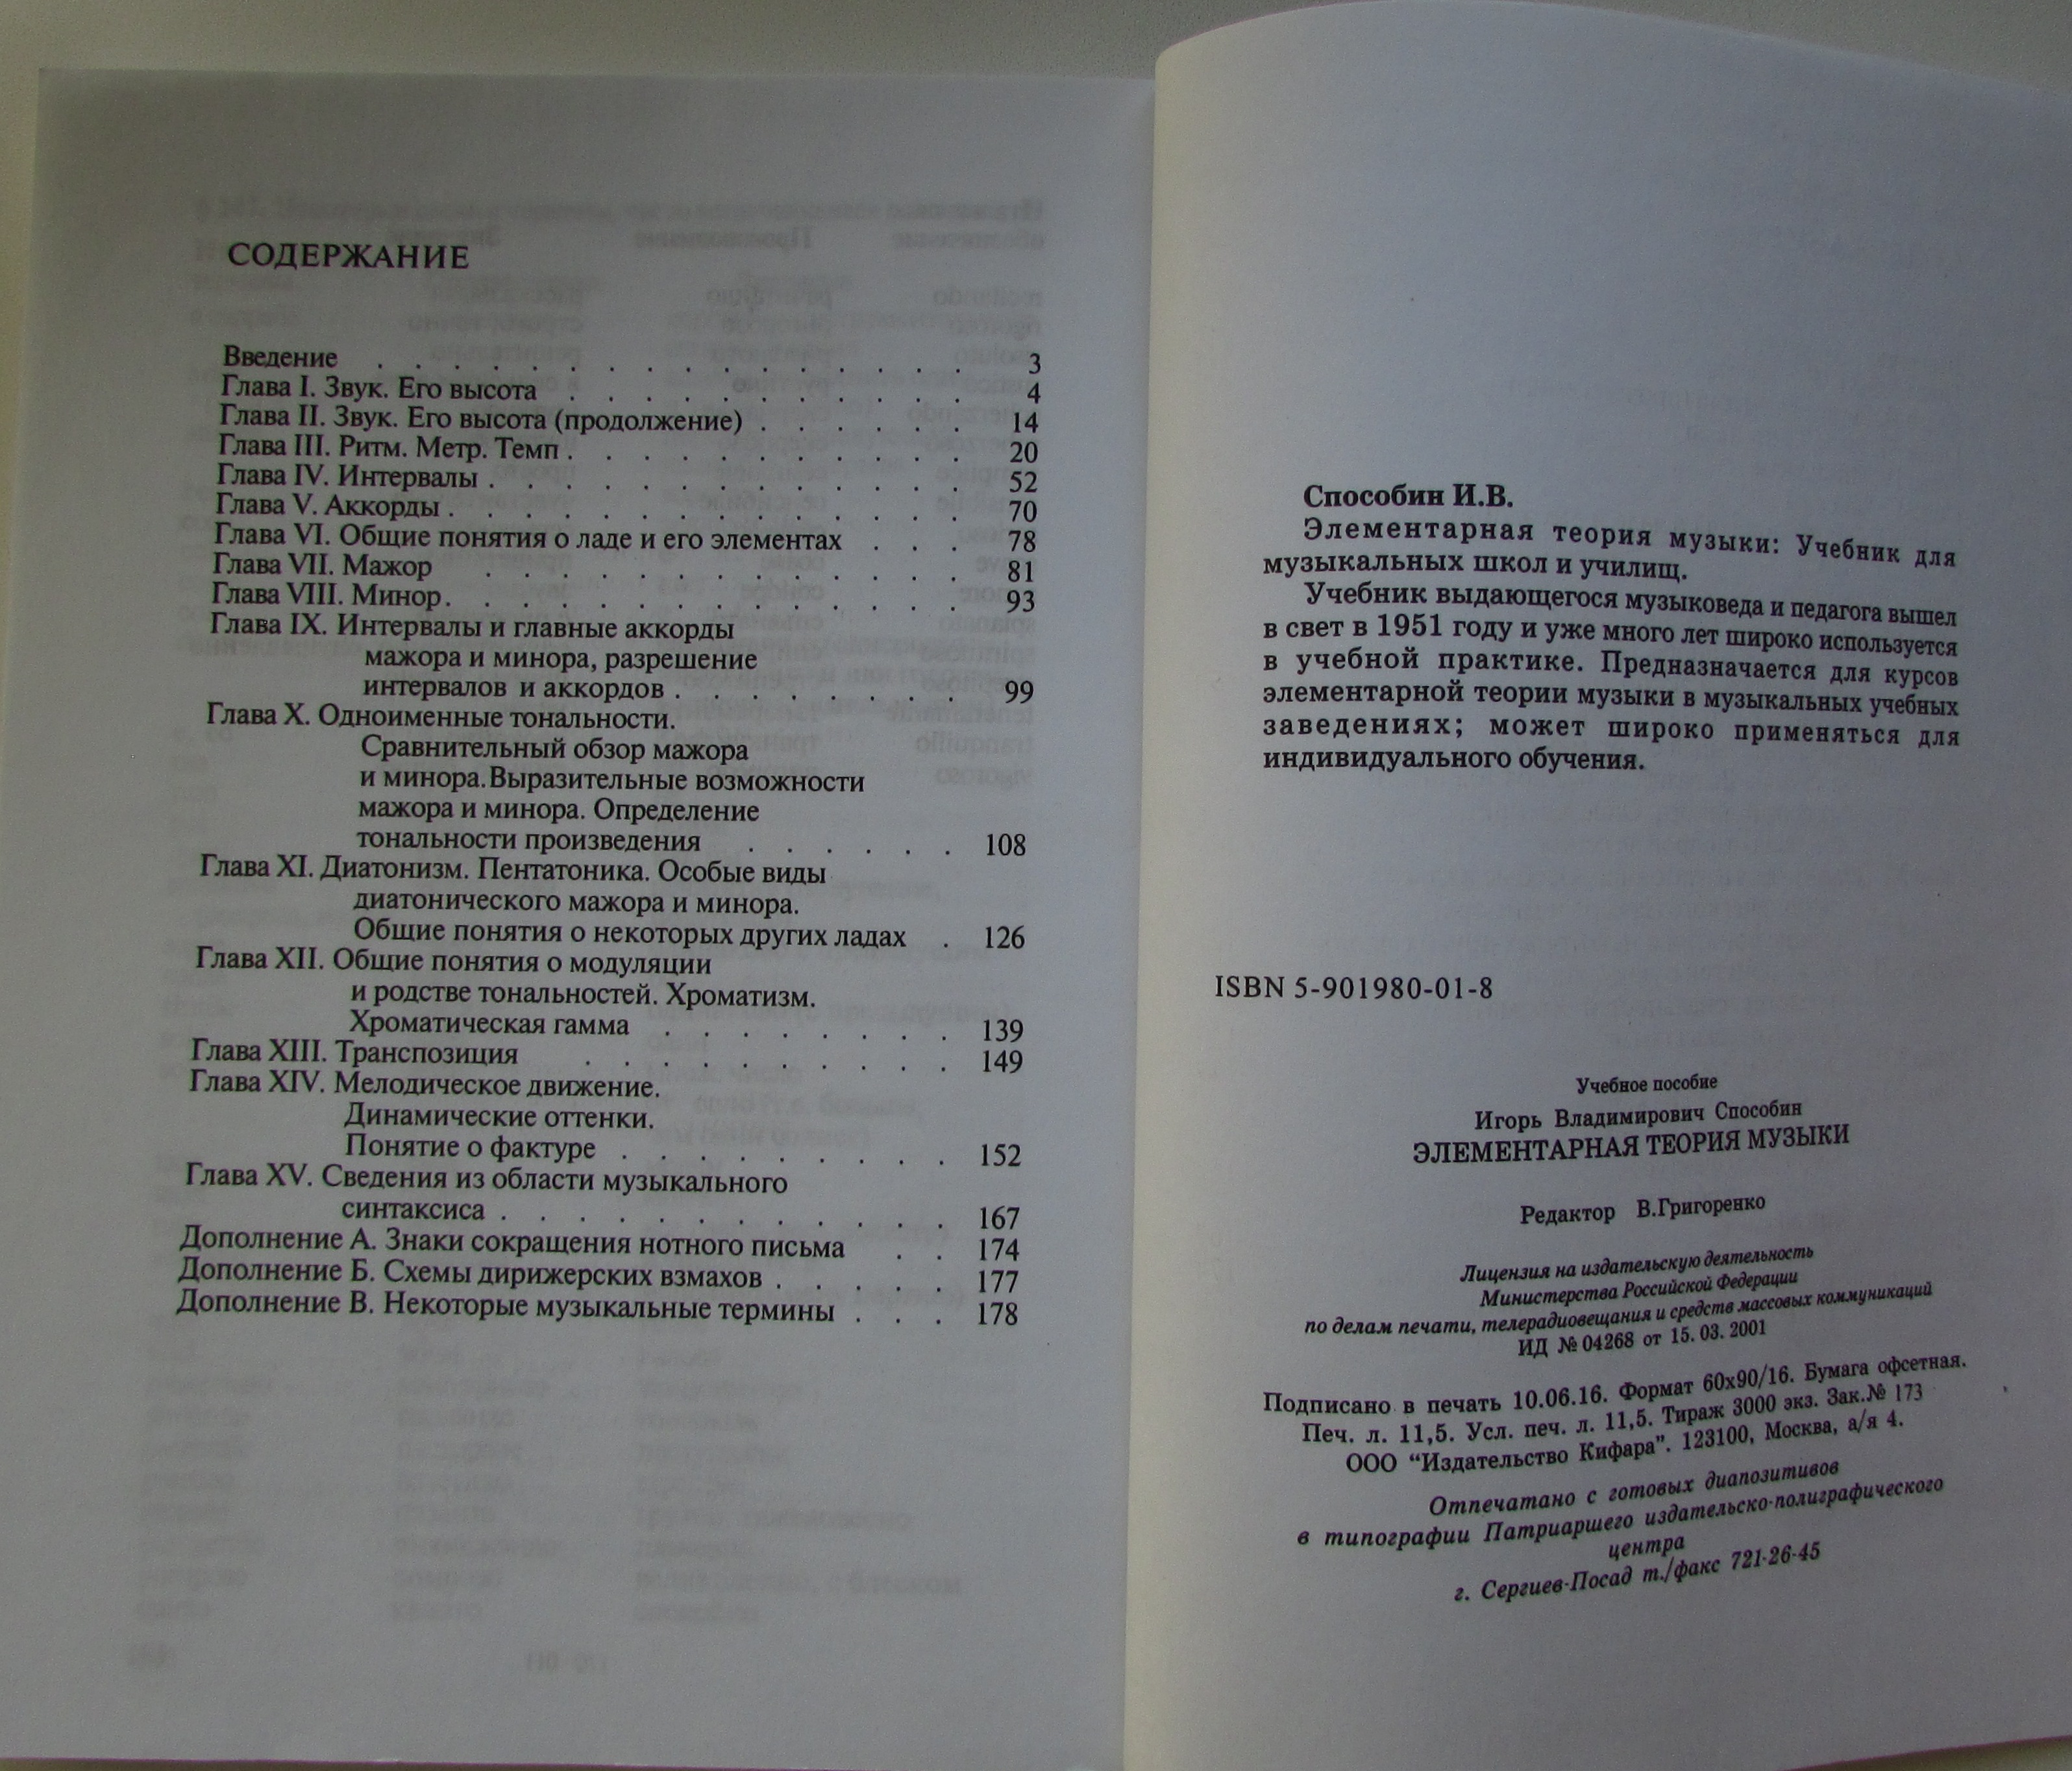 СОДЕРЖАНИЕ
Введение . . . . . . . . . . . . . . . . . 3
Глава I. Звук. Его высота . . . . . . . . . . . 4
Глава II. Звук. Его высота (продолжение) . . . . . . 14
Глава III. Ритм. Метр. Темп . . . . . . . . . . . 20
Глава IV. Интервалы . . . . . . . . . . . . . 52
Глава V. Аккорды . . . . . . . . . . . . . . 70
Глава VI. Общие понятия о ладе и его элементах . . . 78
Глава VII. Мажор . . . . . . . . . . . . . 81
Глава VIII. Минор . . . . . . . . . . . . . . 93
Глава IX. Интервалы и главные аккорды
мажора и минора, разрешение
интервалов и аккордов . . . . . . . . 99
Глава X. Одноименные тональности.
Сравнительный обзор мажора
и минора.Выразительные возможности
мажора и минора. Определение
тональности произведения . . . . . . 108
Глава XI. Диатонизм. Пентатоника. Особые виды
диатонического мажора и минора.
Общие понятия о некоторых других ладах . 126
Глава XII. Общие понятия о модуляции
и родстве тональностей. Хроматизм.
Хроматическая гамма . . . . . . . . 139
Глава XIII. Транспозиция . . . . . . . . . . 149
Глава XIV. Мелодическое движение.
Динамические оттенки.
Понятие о фактуре . . . . . . . . . 152
Глава XV. Сведения из области музыкального
синтаксиса . . . . . . . . . . . . 167
Дополнение А. Знаки сокращения нотного письма . . 174
Дополнение Б. Схемы дирижерских взмахов . . . . . 177
Дополнение В. Некоторые музыкальные термины . . . 178
Способин И.В.
Элементарная теория музыки: Учебник для
музыкальных школ и училищ.
Учебник выдающегося музыковеда и педагога вышел
в свет в 1951 году и уже много лет широко используется
в учебной практике. Предназначается для курсов
элементарной теории музыки в музыкальных учебных
заведениях; может широко применяться для
индивидуального обучения.
ISBN 5-901980-01-8
Учебное пособие
Игорь Владимирович Способин
ЭЛЕМЕНТАРНАЯ ТЕОРИЯ МУЗЫКИ
Редактор В.Григоренко
Лицензия на издательскую деятельность
Министерства Российской Федерации
по делам печати, телерадиовещания и средств массовых коммуникаций
ИД № 04268 от 15. 03. 2001
Подписано в печать 10.06.16. Формат 60x90/16. Бумага офсетная.
Печ. л. 11,5. Усл. печ. л. 11,5. Тираж 3000 экз. Зак.№ 173
ООО “Издательство Кифара”. 123100, Москва, а/я 4.
Отпечатано с готовых диапозитивов
в типографии Патриаршего издательско-полиграфического
центра
г. Сергиев-Посад т./факс 721-26-45